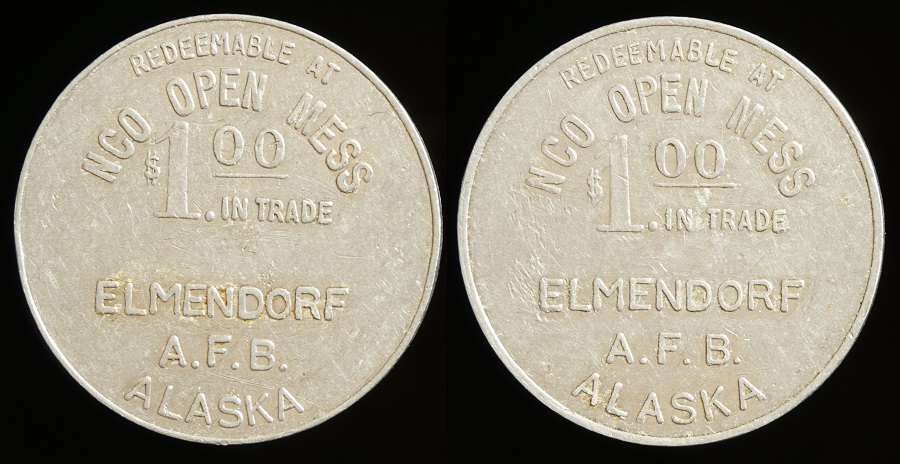 REDEEMABLE AT
NCO OPEN MESS
$1.00
IN TRADE
ELMENDORF
A.F.B.
ALASKA
REDEEMABLE AT
NCO OPEN MESS
$1.00
IN TRADE
ELMENDORF
A.F.B.
ALASKA